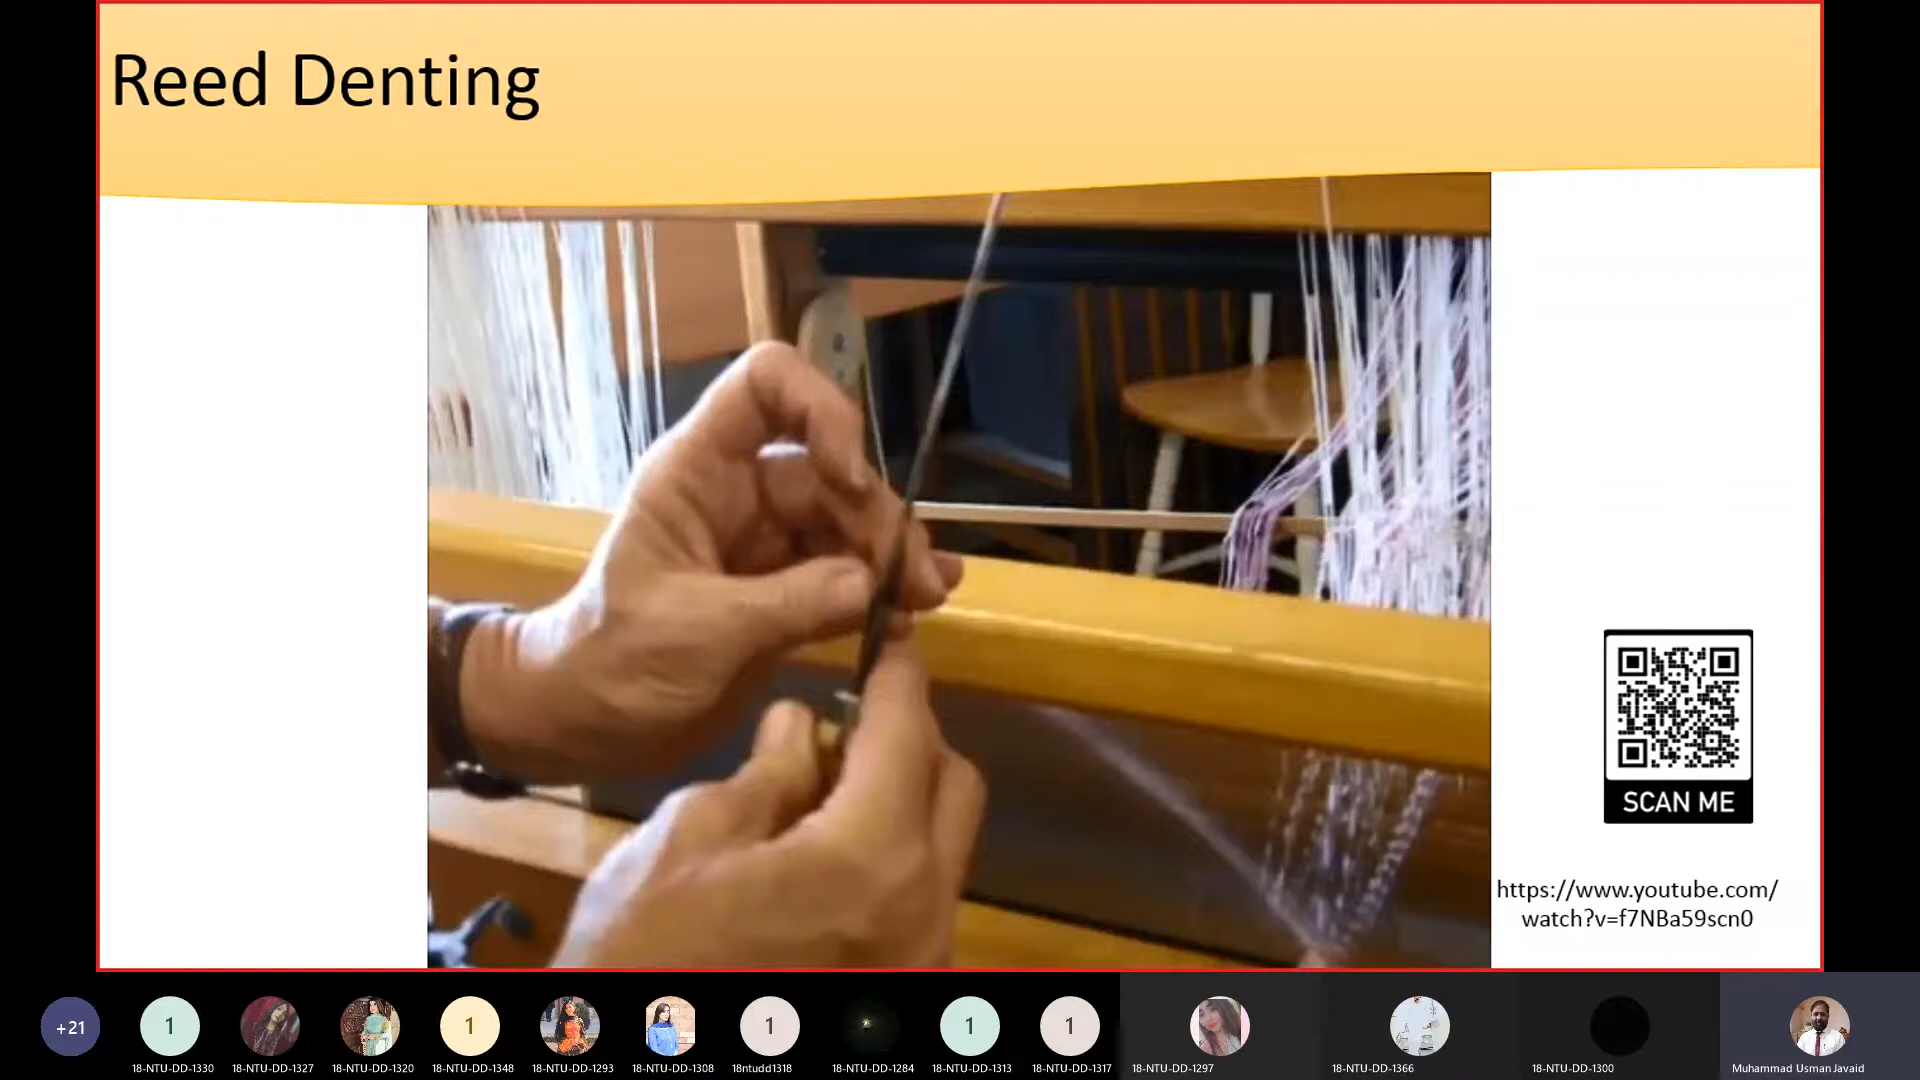 Reed Denting
SCAN ME
https://www.youtube.com/
watch?v=f7NBa59scn0
+21
1
1
1
1
1
18-NTU-DD-1330
18-NTU-DD-1327
18-NTU-DD-1320
18-NTU-DD-1348
18-NTU-DD-1293
18-NTU-DD-1308
18ntudd1318
18-NTU-DD-1284
18-NTU-DD-1313
18-NTU-DD-1317
18-NTU-DD-1297
18-NTU-DD-1366
18-NTU-DD-1300
Muhammad Usman Javaid